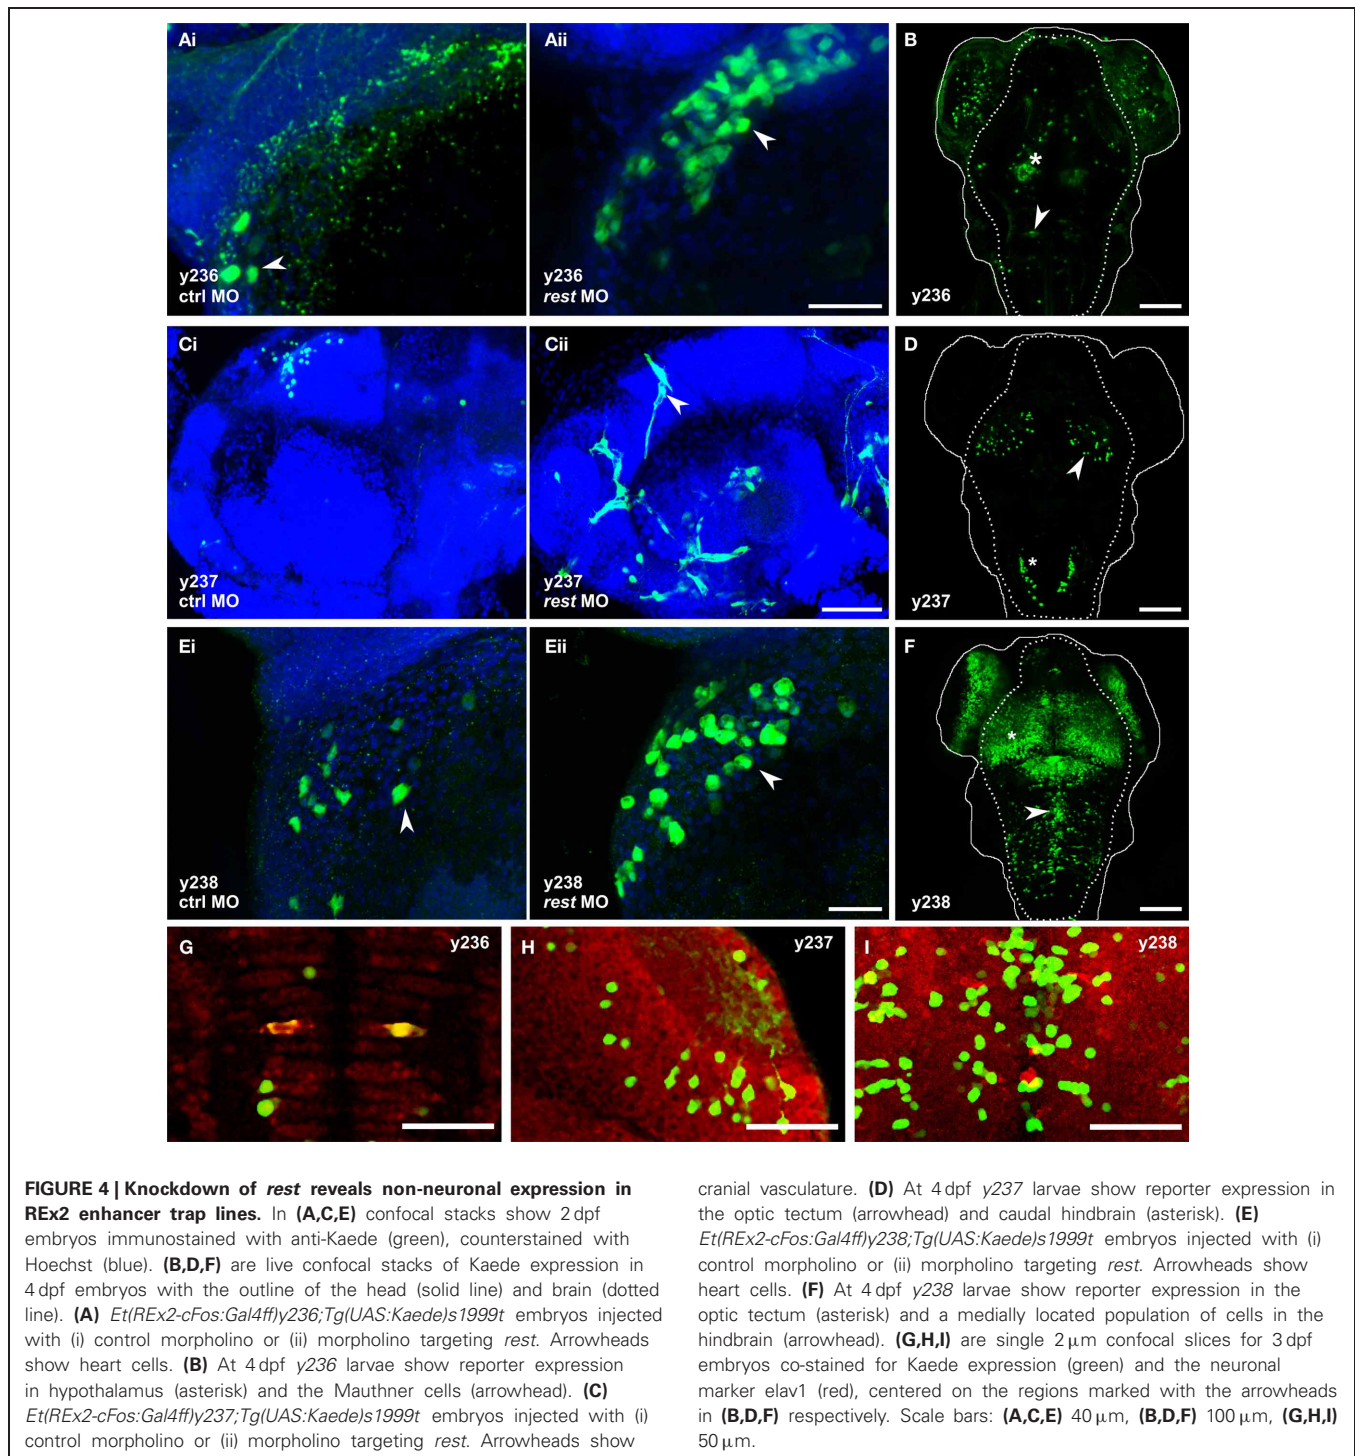 Ai
y236
ctrl MO
Aii
y236
rest MO
B
*
y236
Ci
y237
ctrl MO
Cii
y237
rest MO
D
*
y237
Ei
y238
ctrl MO
Eii
y238
rest MO
F
*
y238
G
y236
H
y237
I
y238
FIGURE 4 | Knockdown of rest reveals non-neuronal expression in
REx2 enhancer trap lines. In (A,C,E) confocal stacks show 2 dpf
embryos immunostained with anti-Kaede (green), counterstained with
Hoechst (blue). (B,D,F) are live confocal stacks of Kaede expression in
4 dpf embryos with the outline of the head (solid line) and brain (dotted
line). (A) Et(REx2-cFos:Gal4ff)y236;Tg(UAS:Kaede)s1999t embryos injected
with (i) control morpholino or (ii) morpholino targeting rest. Arrowheads
show heart cells. (B) At 4 dpf y236 larvae show reporter expression
in hypothalamus (asterisk) and the Mauthner cells (arrowhead). (C)
Et(REx2-cFos:Gal4ff)y237;Tg(UAS:Kaede)s1999t embryos injected with (i)
control morpholino or (ii) morpholino targeting rest. Arrowheads show
cranial vasculature. (D) At 4 dpf y237 larvae show reporter expression in
the optic tectum (arrowhead) and caudal hindbrain (asterisk). (E)
Et(REx2-cFos:Gal4ff)y238;Tg(UAS:Kaede)s1999t embryos injected with (i)
control morpholino or (ii) morpholino targeting rest. Arrowheads show
heart cells. (F) At 4 dpf y238 larvae show reporter expression in the
optic tectum (asterisk) and a medially located population of cells in the
hindbrain (arrowhead). (G,H,I) are single 2 μm confocal slices for 3 dpf
embryos co-stained for Kaede expression (green) and the neuronal
marker elav1 (red), centered on the regions marked with the arrowheads
in (B,D,F) respectively. Scale bars: (A,C,E) 40 μm, (B,D,F) 100 μm, (G,H,I)
50 μm.